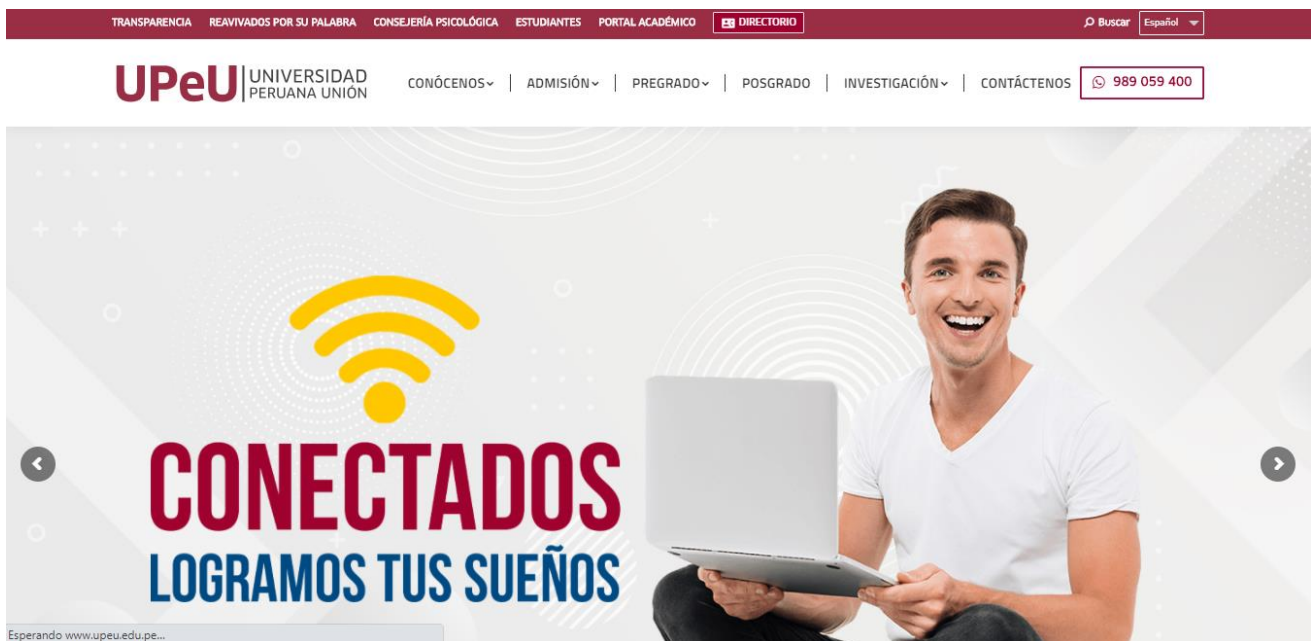 TRANSPARENCIA REAVIVADOS POR SU PALABRA CONSEJERÍA PSICOLÓGICA ESTUDIANTES PORTAL ACADÉMICO DIRECTORIO Buscar Español
UPeU UNIVERSIDAD PERUANA UNIÓN
CONÓCENOS ADMISIÓN PREGRADO POSGRADO INVESTIGACIÓN CONTÁCTENOS 989 059 400
CONECTADOS
LOGRAMOS TUS SUEÑOS
Esperando www.upeu.edu.pe...